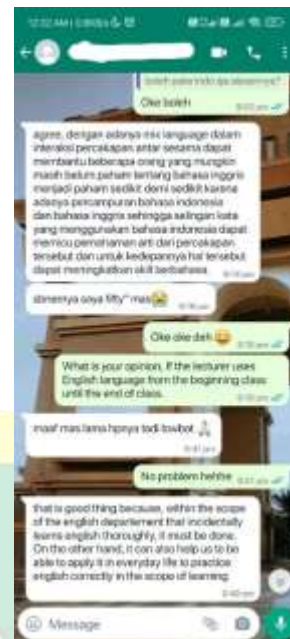 12:02 AM
boleh pake indo aja
Oke boleh
agree, dengan adanya mix language dalam
interaksi percakapan antar sesama dapat
membantu beberapa orang yang mungkin
masih belum paham tentang bahasa inggris
menjadi paham sedikit demi sedikit karena
adanya percampuran bahasa indonesia
dan bahasa inggris sehingga selingan kata
yang menggunakan bahasa indonesia dapat
memicu pemahaman arti dari percakapan
tersebut dan untuk kedepannya hal tersebut
dapat meningkatkan skill berbahasa.
saya fifty" mas😭
Oke oke deh 😄
What is your opinion, If the lecturer uses
English language from the beginning class
until the end of class.
maaf mas lama hpnya tadi lowbat 🙏
No problem hehhe
that is good thing because, within the scope
of the english departement that incidentally
learns english thoroughly, it must be done.
On the other hand, it can also help us to be
able to apply it in everyday life to practice
english correctly in the scope of learning
Message